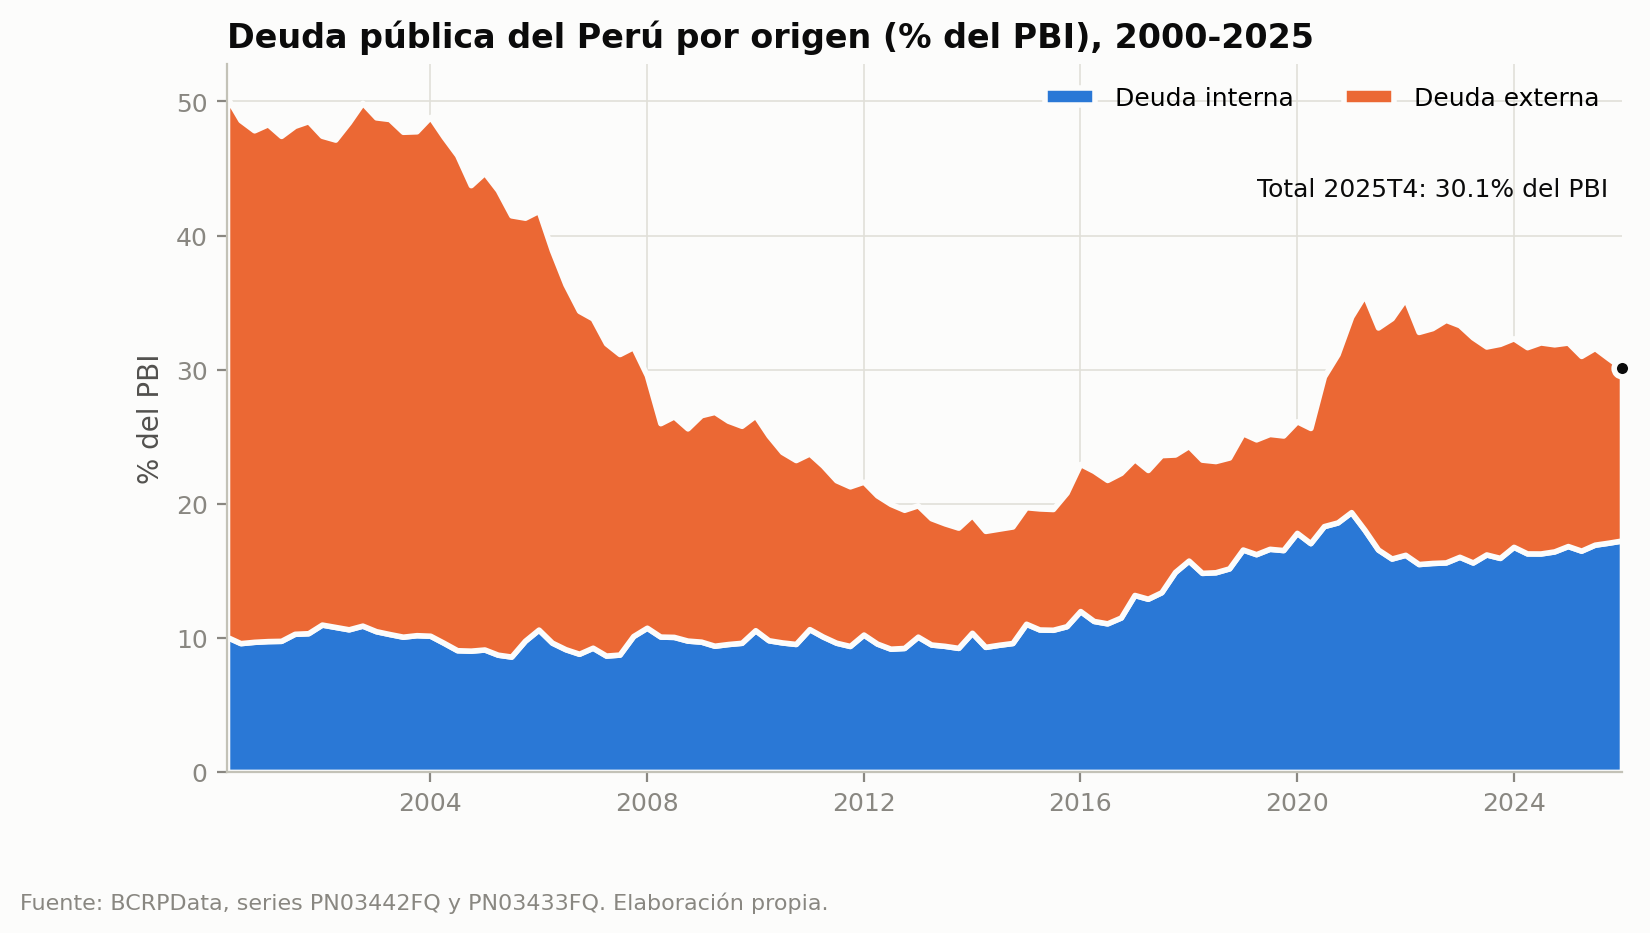 Deuda pública del Perú por origen (% del PBI), 2000-2025
Deuda interna
Deuda externa
Total 2025T4: 30.1% del PBI
% del PBI
50
40
30
20
10
0
2004
2008
2012
2016
2020
2024
Fuente: BCRPData, series PN03442FQ y PN03433FQ. Elaboración propia.